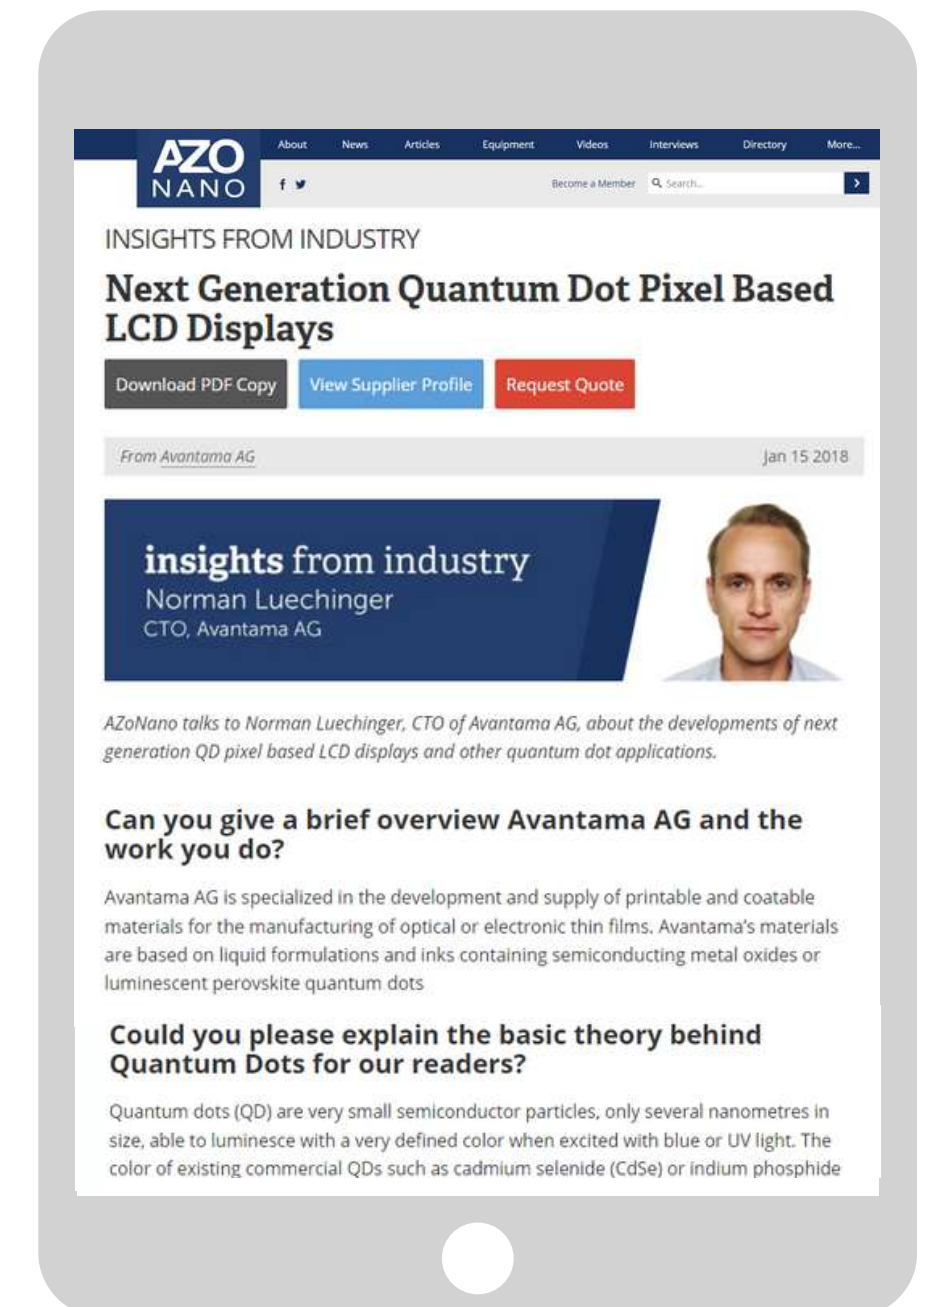 About News Articles Equipment Videos Interviews Directory More...
AZO
NANO
f Become a Member Search...
INSIGHTS FROM INDUSTRY
Next Generation Quantum Dot Pixel Based
LCD Displays
Download PDF Copy View Supplier Profile Request Quote
From Avantama AG Jan 15 2018
insights from industry
Norman Luechinger
CTO, Avantama AG
AZoNano talks to Norman Luechinger, CTO of Avantama AG, about the developments of next
generation QD pixel based LCD displays and other quantum dot applications.
Can you give a brief overview Avantama AG and the
work you do?
Avantama AG is specialized in the development and supply of printable and coatable
materials for the manufacturing of optical or electronic thin films. Avantama's materials
are based on liquid formulations and inks containing semiconducting metal oxides or
luminescent perovskite quantum dots
Could you please explain the basic theory behind
Quantum Dots for our readers?
Quantum dots (QD) are very small semiconductor particles, only several nanometres in
size, able to luminesce with a very defined color when excited with blue or UV light. The
color of existing commercial QDs such as cadmium selenide (CdSe) or indium phosphide